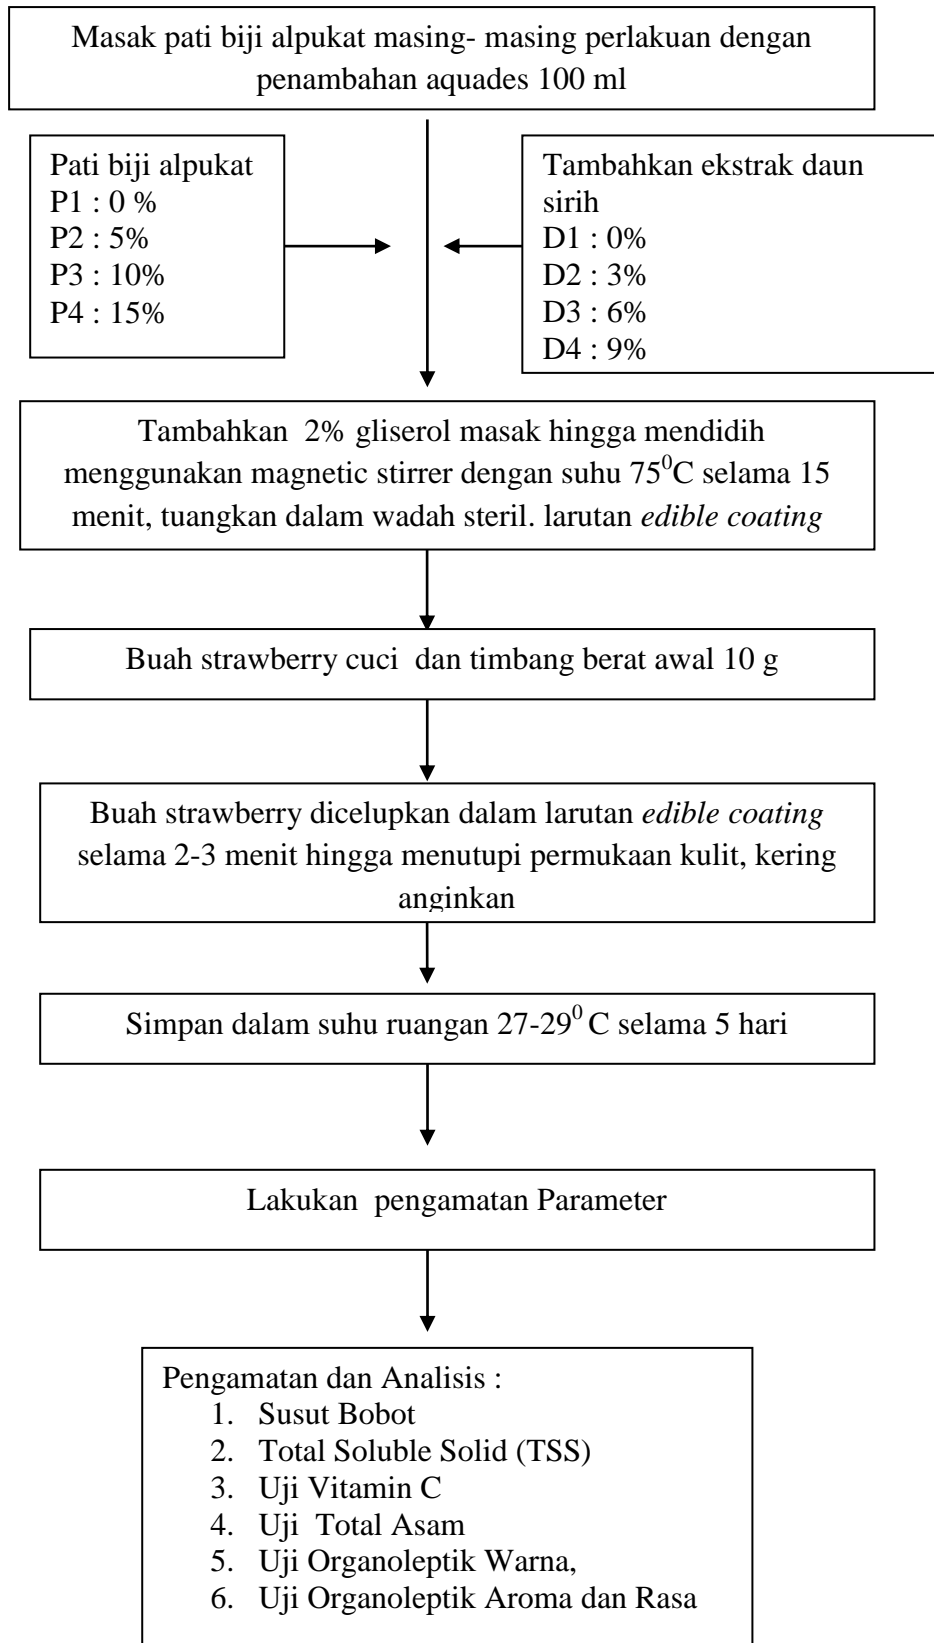 Masak pati biji alpukat masing- masing perlakuan dengan
penambahan aquades 100 ml
Pati biji alpukat
P1 : 0 %
P2 : 5%
P3 : 10%
P4 : 15%
Tambahkan ekstrak daun
sirih
D1 : 0%
D2 : 3%
D3 : 6%
D4 : 9%
Tambahkan 2% gliserol masak hingga mendidih
menggunakan magnetic stirrer dengan suhu 75⁰C selama 15
menit, tuangkan dalam wadah steril. larutan edible coating
Buah strawberry cuci dan timbang berat awal 10 g
Buah strawberry dicelupkan dalam larutan edible coating
selama 2-3 menit hingga menutupi permukaan kulit, kering
anginkan
Simpan dalam suhu ruangan 27-29⁰ C selama 5 hari
Lakukan pengamatan Parameter
Pengamatan dan Analisis :
1. Susut Bobot
2. Total Soluble Solid (TSS)
3. Uji Vitamin C
4. Uji Total Asam
5. Uji Organoleptik Warna,
6. Uji Organoleptik Aroma dan Rasa